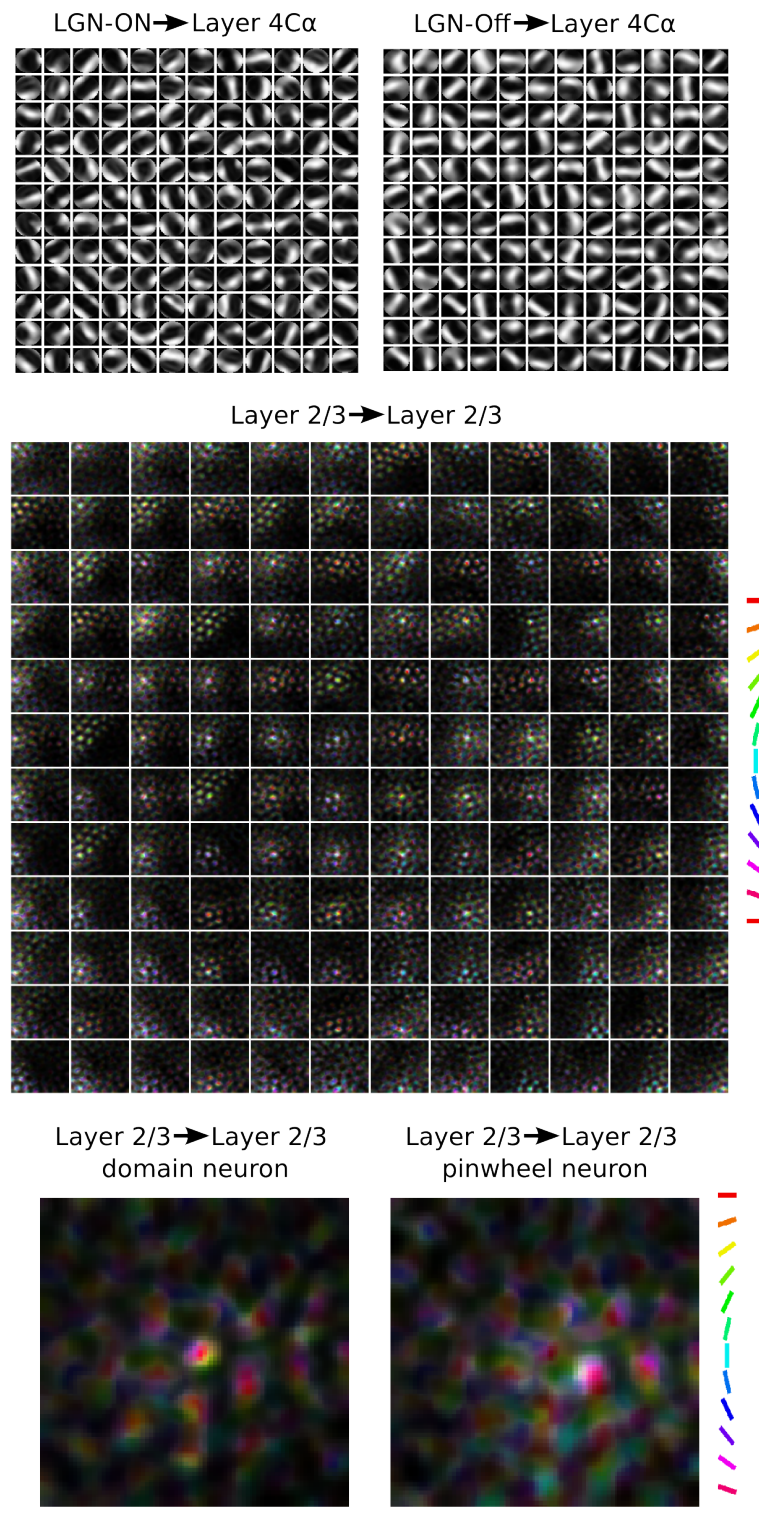 LGN-ON Layer 4Cα
LGN-Off Layer 4Cα
Layer 2/3 Layer 2/3
Layer 2/3 Layer 2/3
domain neuron
Layer 2/3 Layer 2/3
pinwheel neuron